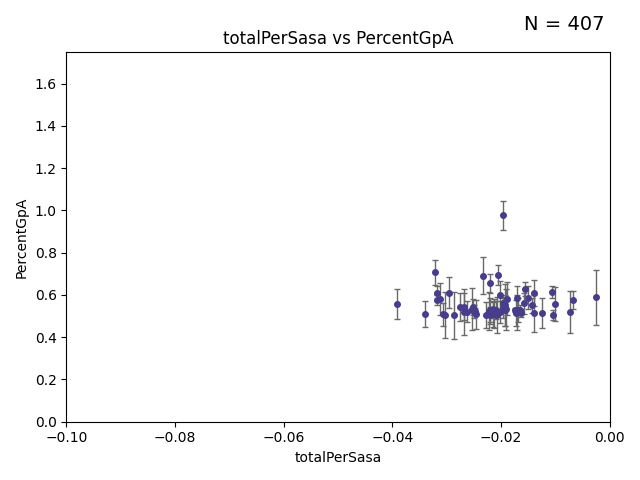 N = 407
totalPerSasa vs PercentGpA
1.6
1.4
1.2
1.0
0.8
0.6
0.4
0.2
0.0
PercentGpA
−0.10 −0.08 −0.06 −0.04 −0.02 0.00
totalPerSasa